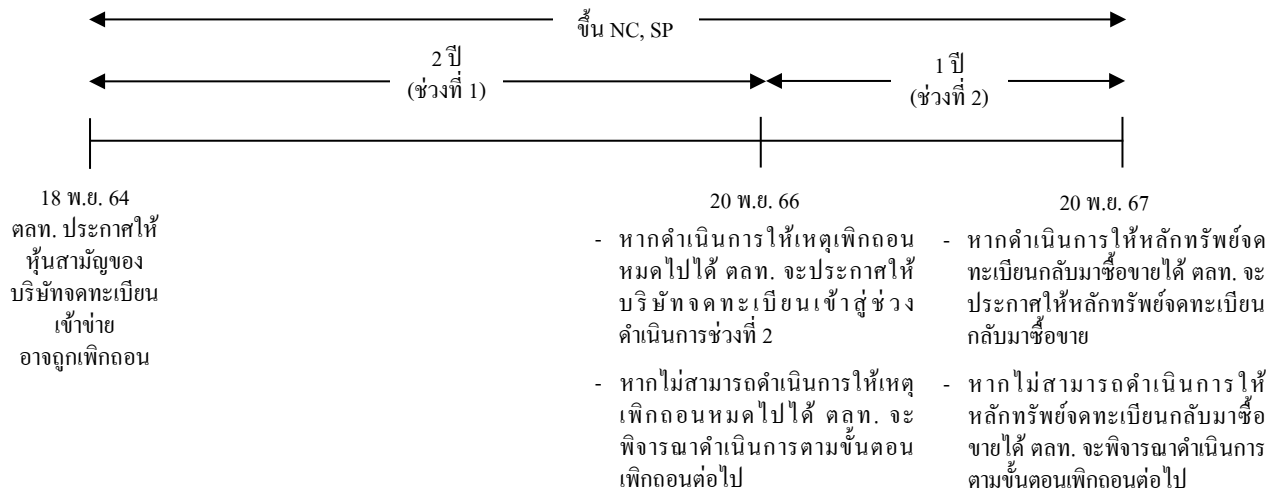 ขึ้น NC, SP
2 ปี
(ช่วงที่ 1)
1 ปี
(ช่วงที่ 2)
18 พ.ย. 64
ตลท. ประกาศให้
หุ้นสามัญของ
บริษัทจดทะเบียน
เข้าข่าย
อาจถูกเพิกถอน
20 พ.ย. 66
- หากดำเนินการให้เหตุเพิกถอน
หมดไปได้ ตลท. จะประกาศให้
บริษัทจดทะเบียนเข้าสู่ช่วง
ดำเนินการช่วงที่ 2
- หากไม่สามารถดำเนินการให้เหตุ
เพิกถอนหมดไปได้ ตลท. จะ
พิจารณาดำเนินการตามขั้นตอน
เพิกถอนต่อไป
20 พ.ย. 67
- หากดำเนินการให้หลักทรัพย์จด
ทะเบียนกลับมาซื้อขายได้ ตลท. จะ
ประกาศให้หลักทรัพย์จดทะเบียน
กลับมาซื้อขาย
- หากไม่สามารถดำเนินการให้
หลักทรัพย์จดทะเบียนกลับมาซื้อ
ขายได้ ตลท. จะพิจารณาดำเนินการ
ตามขั้นตอนเพิกถอนต่อไป